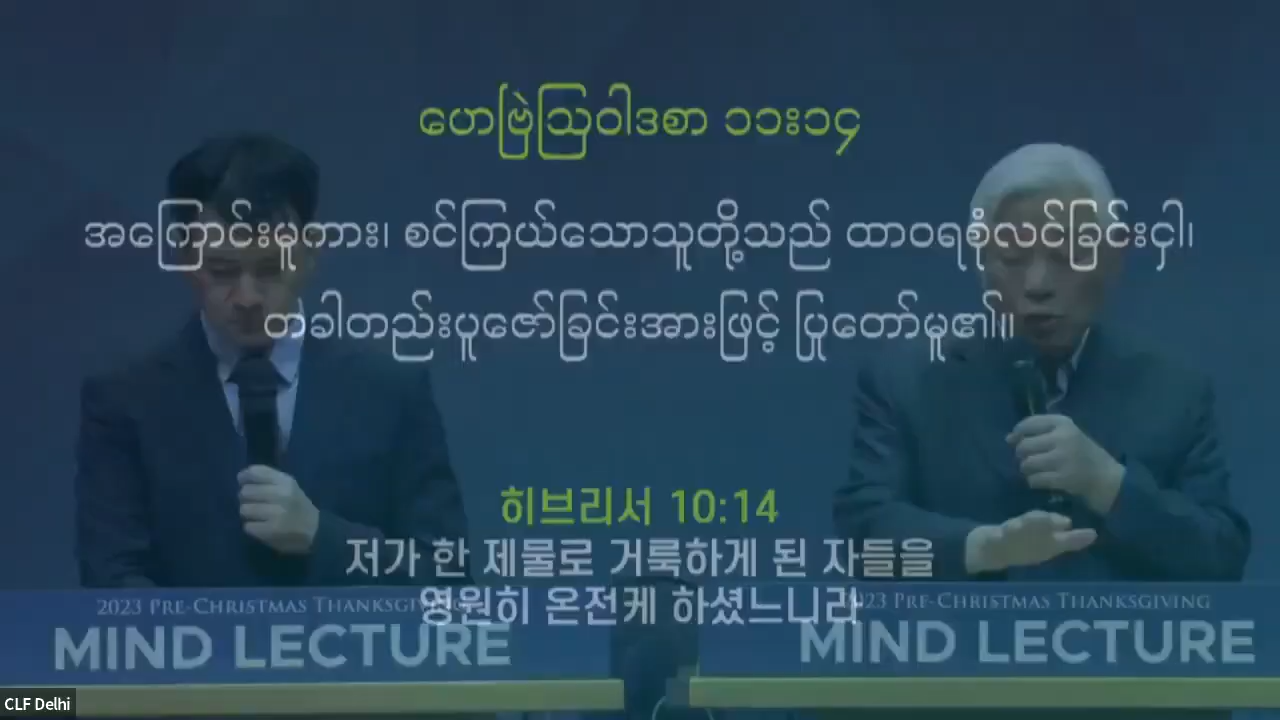 ဟေဗြဲဩဝါဒစာ ၁၁း၁၄
အကြောင်းမူကား၊ စင်ကြယ်သောသူတို့သည် ထာဝရစုံလင်ခြင်းငှါ၊
တခါတည်းပူဇော်ခြင်းအားဖြင့် ပြုတော်မူ၏။
히브리서 10:14
저가 한 제물로 거룩하게 된 자들을
영원히 온전케 하셨느니라
2023 PRE-CHRISTMAS THANKSGIVING
MIND LECTURE
2023 PRE-CHRISTMAS THANKSGIVING
MIND LECTURE
CLF Delhi